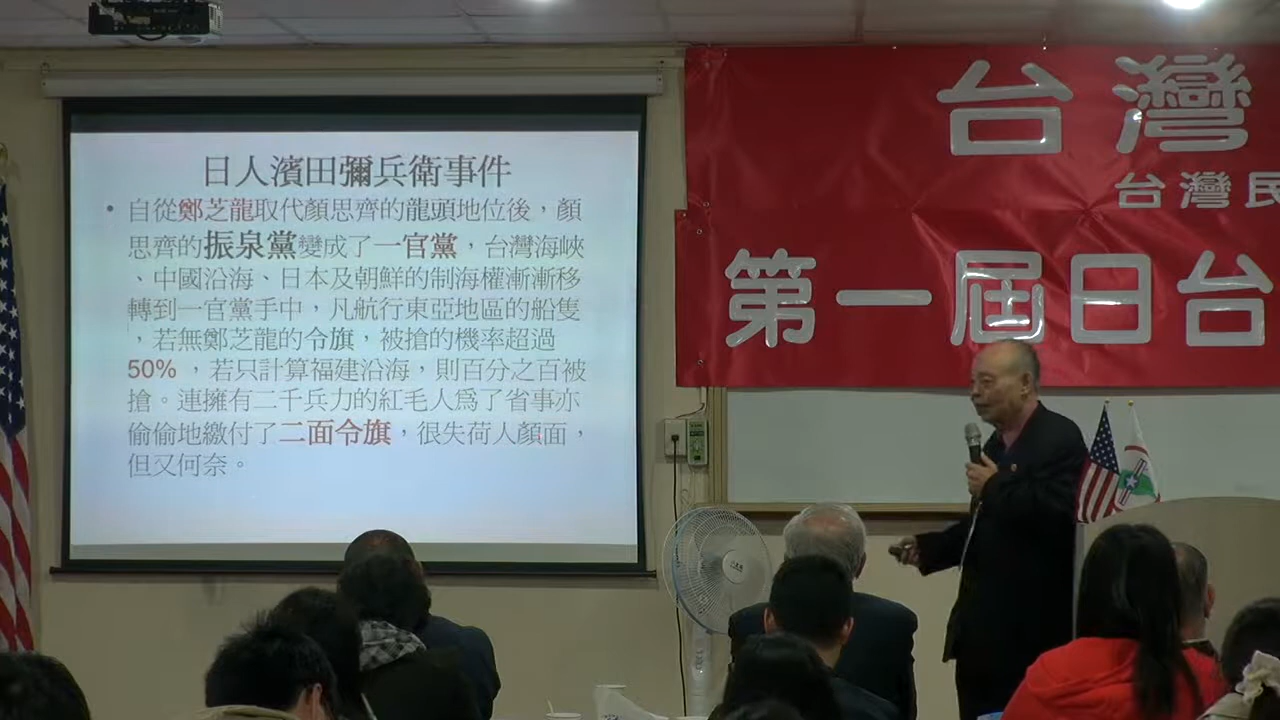 日人濱田彌兵衛事件
• 自從鄭芝龍取代顏思齊的龍頭地位後，顏
思齊的振泉黨變成了一官黨，台灣海峽
、中國沿海、日本及朝鮮的制海權漸漸移
轉到一官黨手中，凡航行東亞地區的船隻
，若無鄭芝龍的令旗，被搶的機率超過
50%，若只計算福建沿海，則百分之百被
搶。連擁有二千兵力的紅毛人為了省事亦
偷偷地繳付了二面令旗，很失荷人顏面，
但又何奈。
台灣
台灣民
第一屆日台